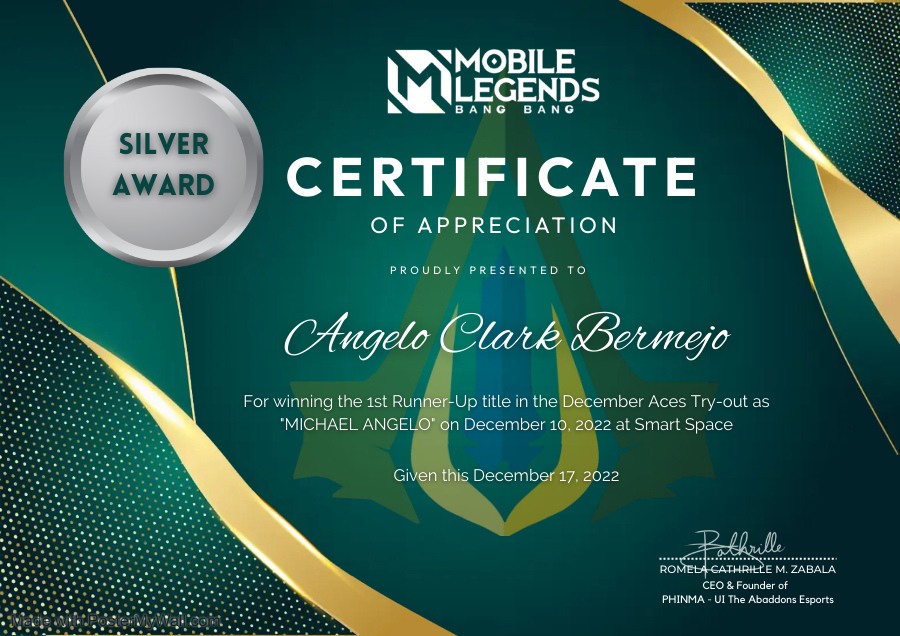 MOBILE
LEGENDS
BANG BANG
SILVER
AWARD
CERTIFICATE
OF APPRECIATION
PROUDLY PRESENTED TO
Angelo Clark Bermejo
For winning the 1st Runner-Up title in the December Aces Try-out as
"MICHAEL ANGELO" on December 10, 2022 at Smart Space
Given this December 17, 2022
Bathrille
ROMELA CATHRILLE M. ZABALA
CEO & Founder of
PHINMA - UI The Abaddons Esports
Made with PosterMyWall.com